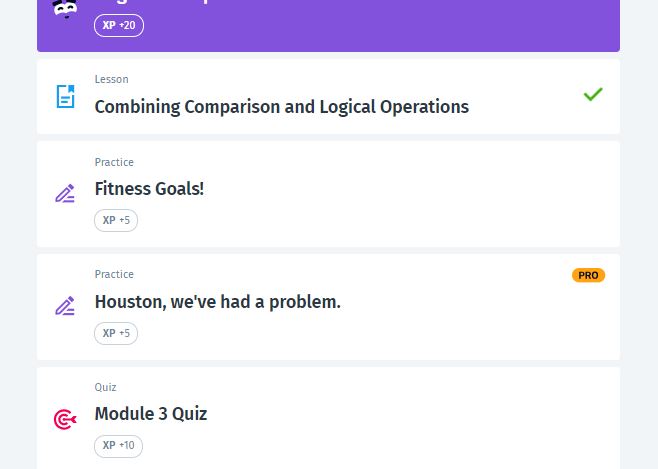 XP +20
Lesson
Combining Comparison and Logical Operations
Practice
Fitness Goals!
XP +5
Practice
PRO
Houston, we've had a problem.
XP +5
Quiz
Module 3 Quiz
XP +10